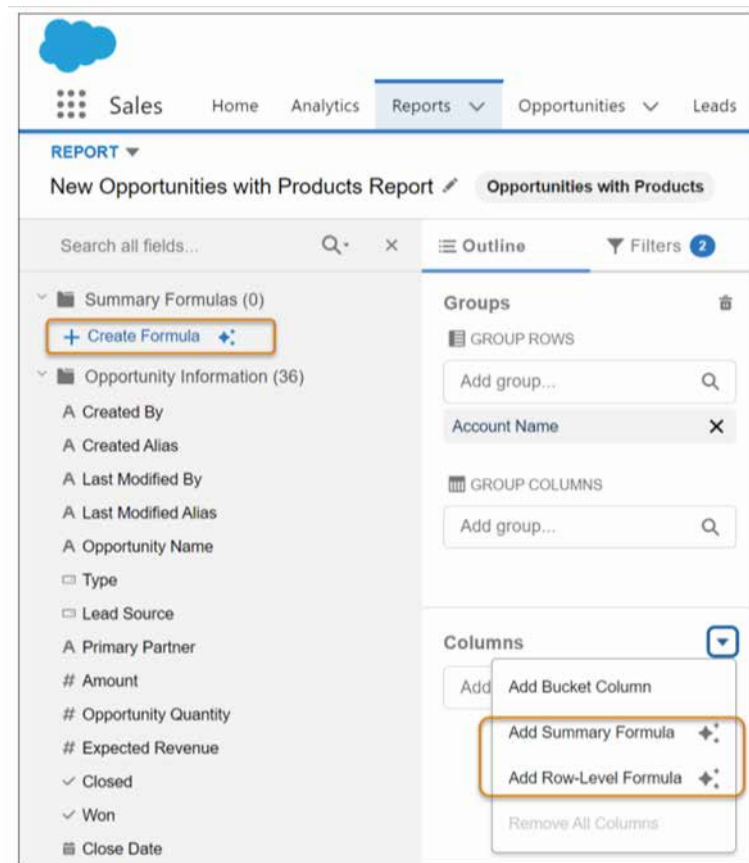 Sales Home Analytics Reports Opportunities Leads
REPORT
New Opportunities with Products Report Opportunities with Products
Search all fields...
Summary Formulas (0)
Create Formula
Opportunity Information (36)
Created By
Created Alias
Last Modified By
Last Modified Alias
Opportunity Name
Type
Lead Source
Primary Partner
# Amount
# Opportunity Quantity
# Expected Revenue
Closed
Won
Close Date
Outline Filters 2
Groups
GROUP ROWS
Add group...
Account Name
GROUP COLUMNS
Add group...
Columns
Add
Add Bucket Column
Add Summary Formula
Add Row-Level Formula
Remove All Columns